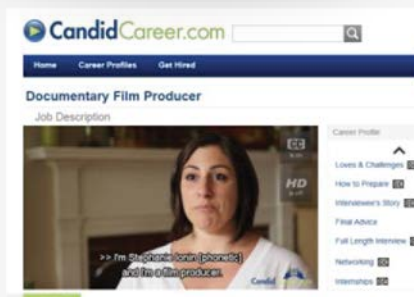 CandidCareer.com
Home Career Profiles Get Hired
Documentary Film Producer
Job Description
Career Profile
CC
HD
Loves & Challenges
How to Prepare
Interviewee's Story
Final Advice
Full Length Interview
Networking
Internships
>> I'm Stephanie Ionin [phonetic]
and I'm a film producer.
Candid